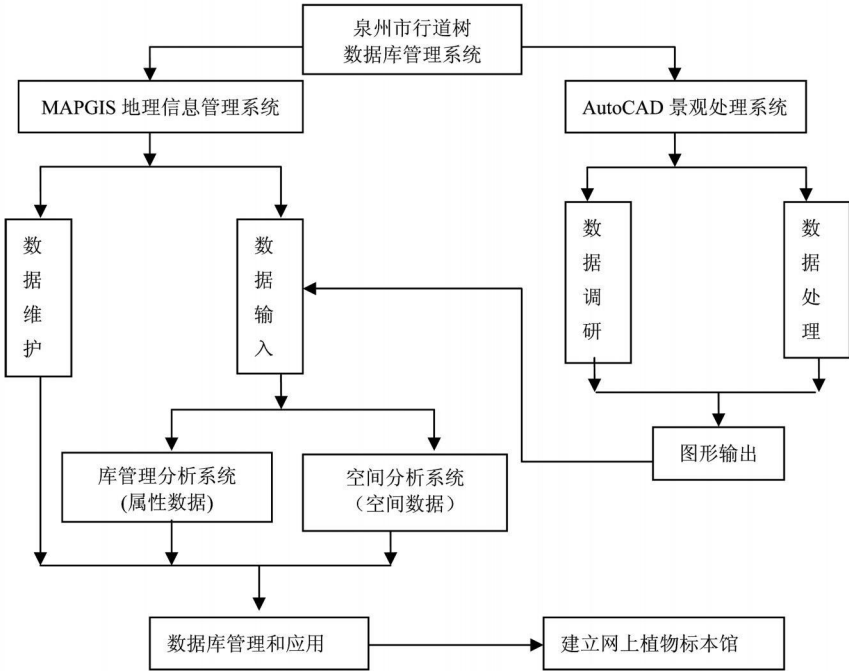 泉州市行道树
数据库管理系统
MAPGIS 地理信息管理系统
AutoCAD 景观处理系统
数据维护
数据输入
数据调研
数据处理
库管理分析系统
(属性数据)
空间分析系统
（空间数据）
图形输出
数据库管理和应用
建立网上植物标本馆